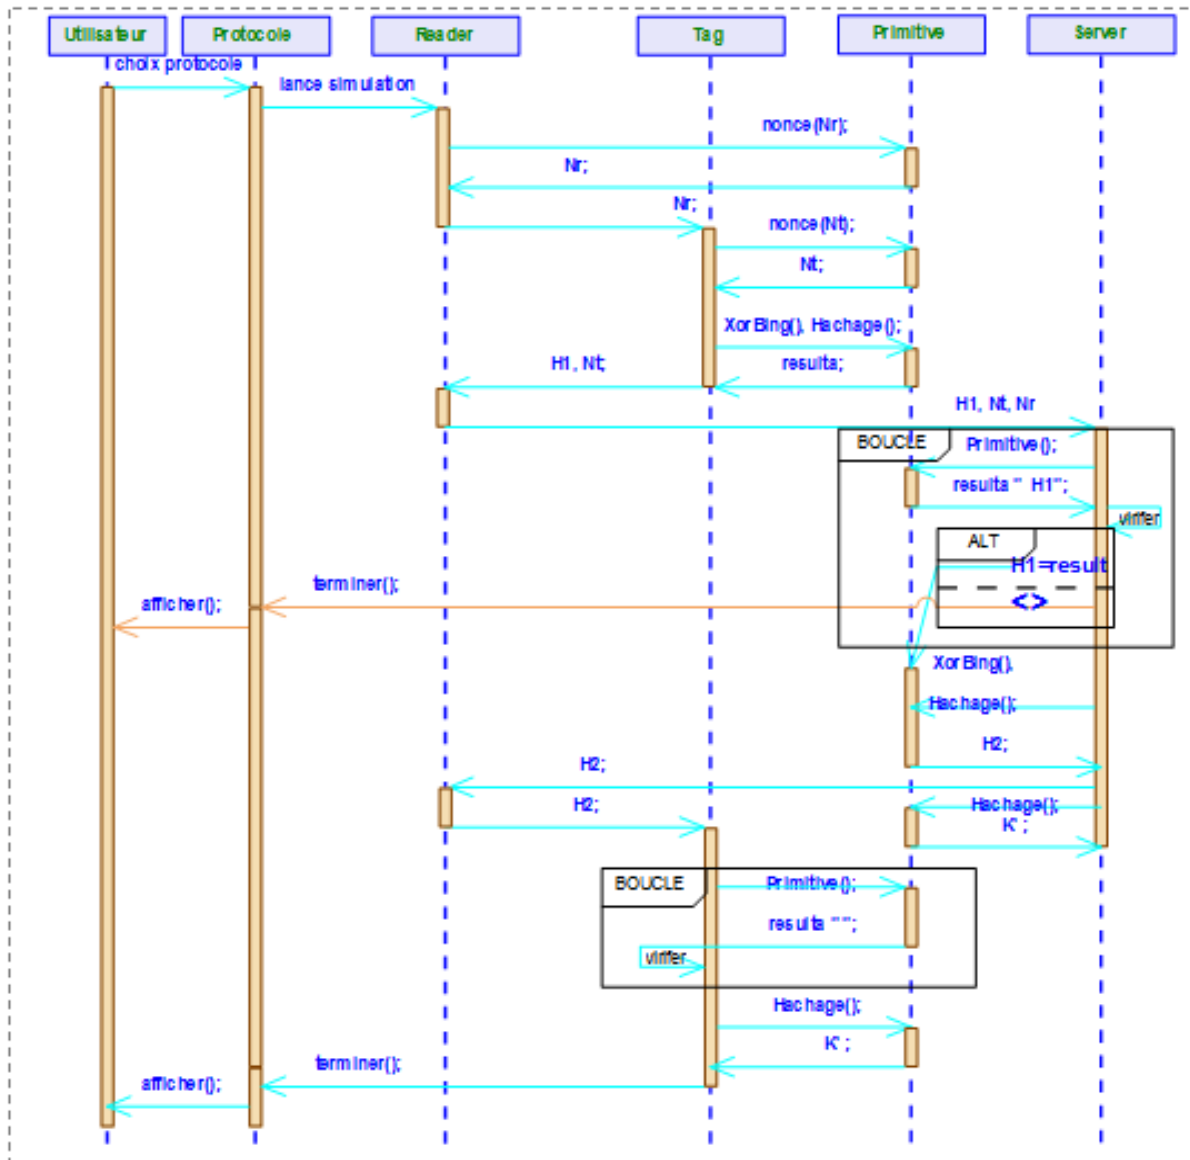 Utilisateur
Protocole
Reader
Tag
Primitive
Server
choix protocole
lance simulation
nonce(Nr);
Nr;
Nr;
nonce(Nt);
Nt;
XorBing(), Hachage();
H1, Nt;
resulta;
H1, Nt, Nr
BOUCLE
Primitive();
resulta " H1";
virifer
ALT
H1=result
terminer();
<>
afficher();
XorBing(),
Hachage();
H2;
H2;
H2;
Hachage();
K' ;
BOUCLE
Primitive();
resulta " ";
virifer
Hachage();
K' ;
terminer();
afficher();